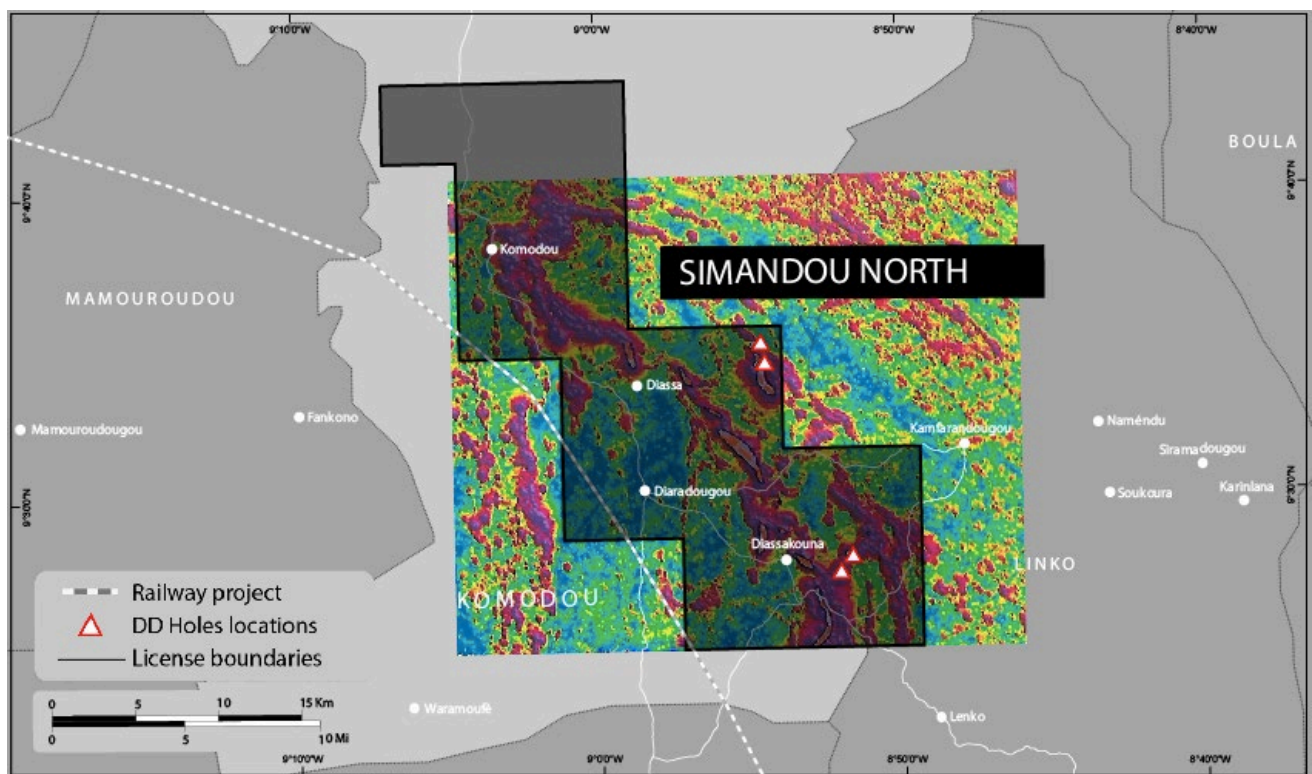 9°10'0"W
9°0'0"W
8°50'0"W
8°40'0"W
BOULA
9°40'0"N
9°40'0"N
Komodou
SIMANDOU NORTH
MAMOUROUDOU
Diassa
Fankono
Mamouroudougou
Kamfarandougou
Naméndu
Siramadougou
Karinlana
Soukoura
Diaradougou
9°30'0"N
9°30'0"N
Diassakouna
LINKO
KOMODOU
Railway project
DD Holes locations
License boundaries
0 5 10 15 Km
0 5 10 Mi
Waramoufè
Lenko
9°10'0"W
9°0'0"W
8°50'0"W
8°40'0"W